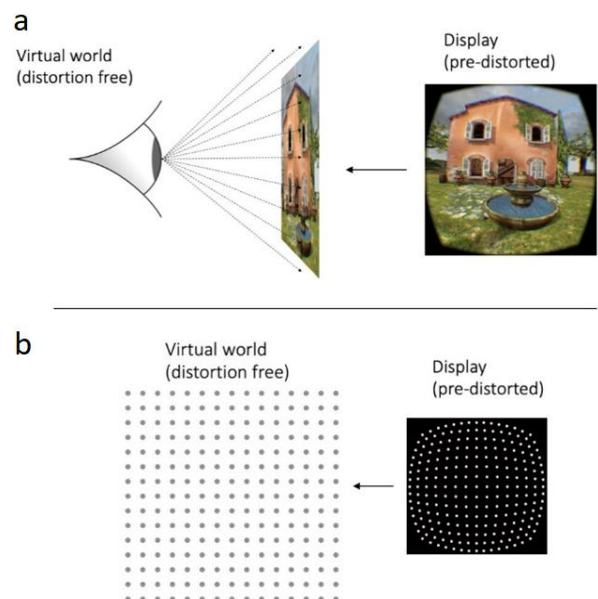 a
Virtual world
(distortion free)
Display
(pre-distorted)
b
Virtual world
(distortion free)
Display
(pre-distorted)